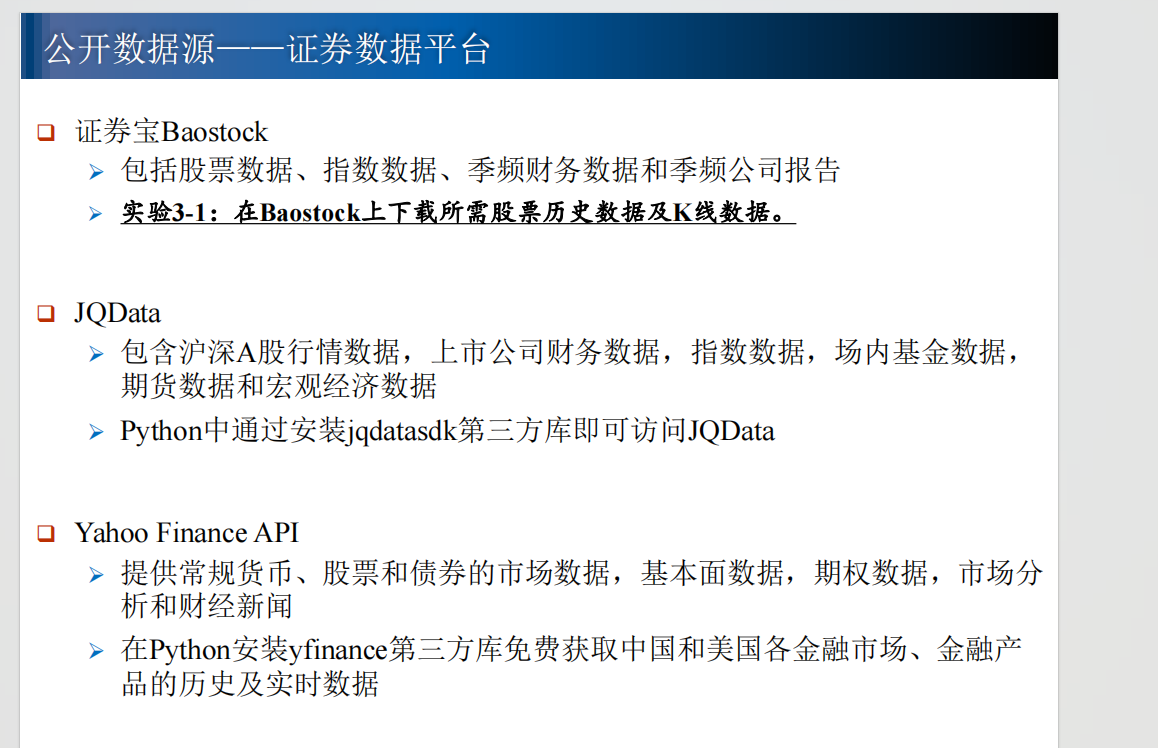 公开数据源——证券数据平台
证券宝Baostock
包括股票数据、指数数据、季频财务数据和季频公司报告
实验3-1：在Baostock上下载所需股票历史数据及K线数据。
JQData
包含沪深A股行情数据，上市公司财务数据，指数数据，场内基金数据，
期货数据和宏观经济数据
Python中通过安装jqdatasdk第三方库即可访问JQData
Yahoo Finance API
提供常规货币、股票和债券的市场数据，基本面数据，期权数据，市场分
析和财经新闻
在Python安装yfinance第三方库免费获取中国和美国各金融市场、金融产
品的历史及实时数据